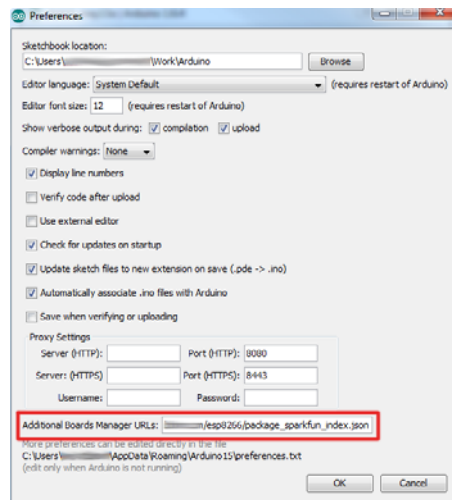 Preferences
Sketchbook location:
C:\Users\ \Work\Arduino Browse
Editor language: System Default (requires restart of Arduino)
Editor font size: 12 (requires restart of Arduino)
Show verbose output during: compilation upload
Compiler warnings: None
Display line numbers
Verify code after upload
Use external editor
Check for updates on startup
Update sketch files to new extension on save (.pde -> .ino)
Automatically associate .ino files with Arduino
Save when verifying or uploading
Proxy Settings
Server (HTTP): Port (HTTP): 8080
Server: (HTTPS) Port (HTTPS): 8443
Username: Password:
Additional Boards Manager URLs: /esp8266/package_sparkfun_index.json
More preferences can be edited directly in the file
C:\Users\ \AppData\Roaming\Arduino15\preferences.txt
(edit only when Arduino is not running)
OK Cancel